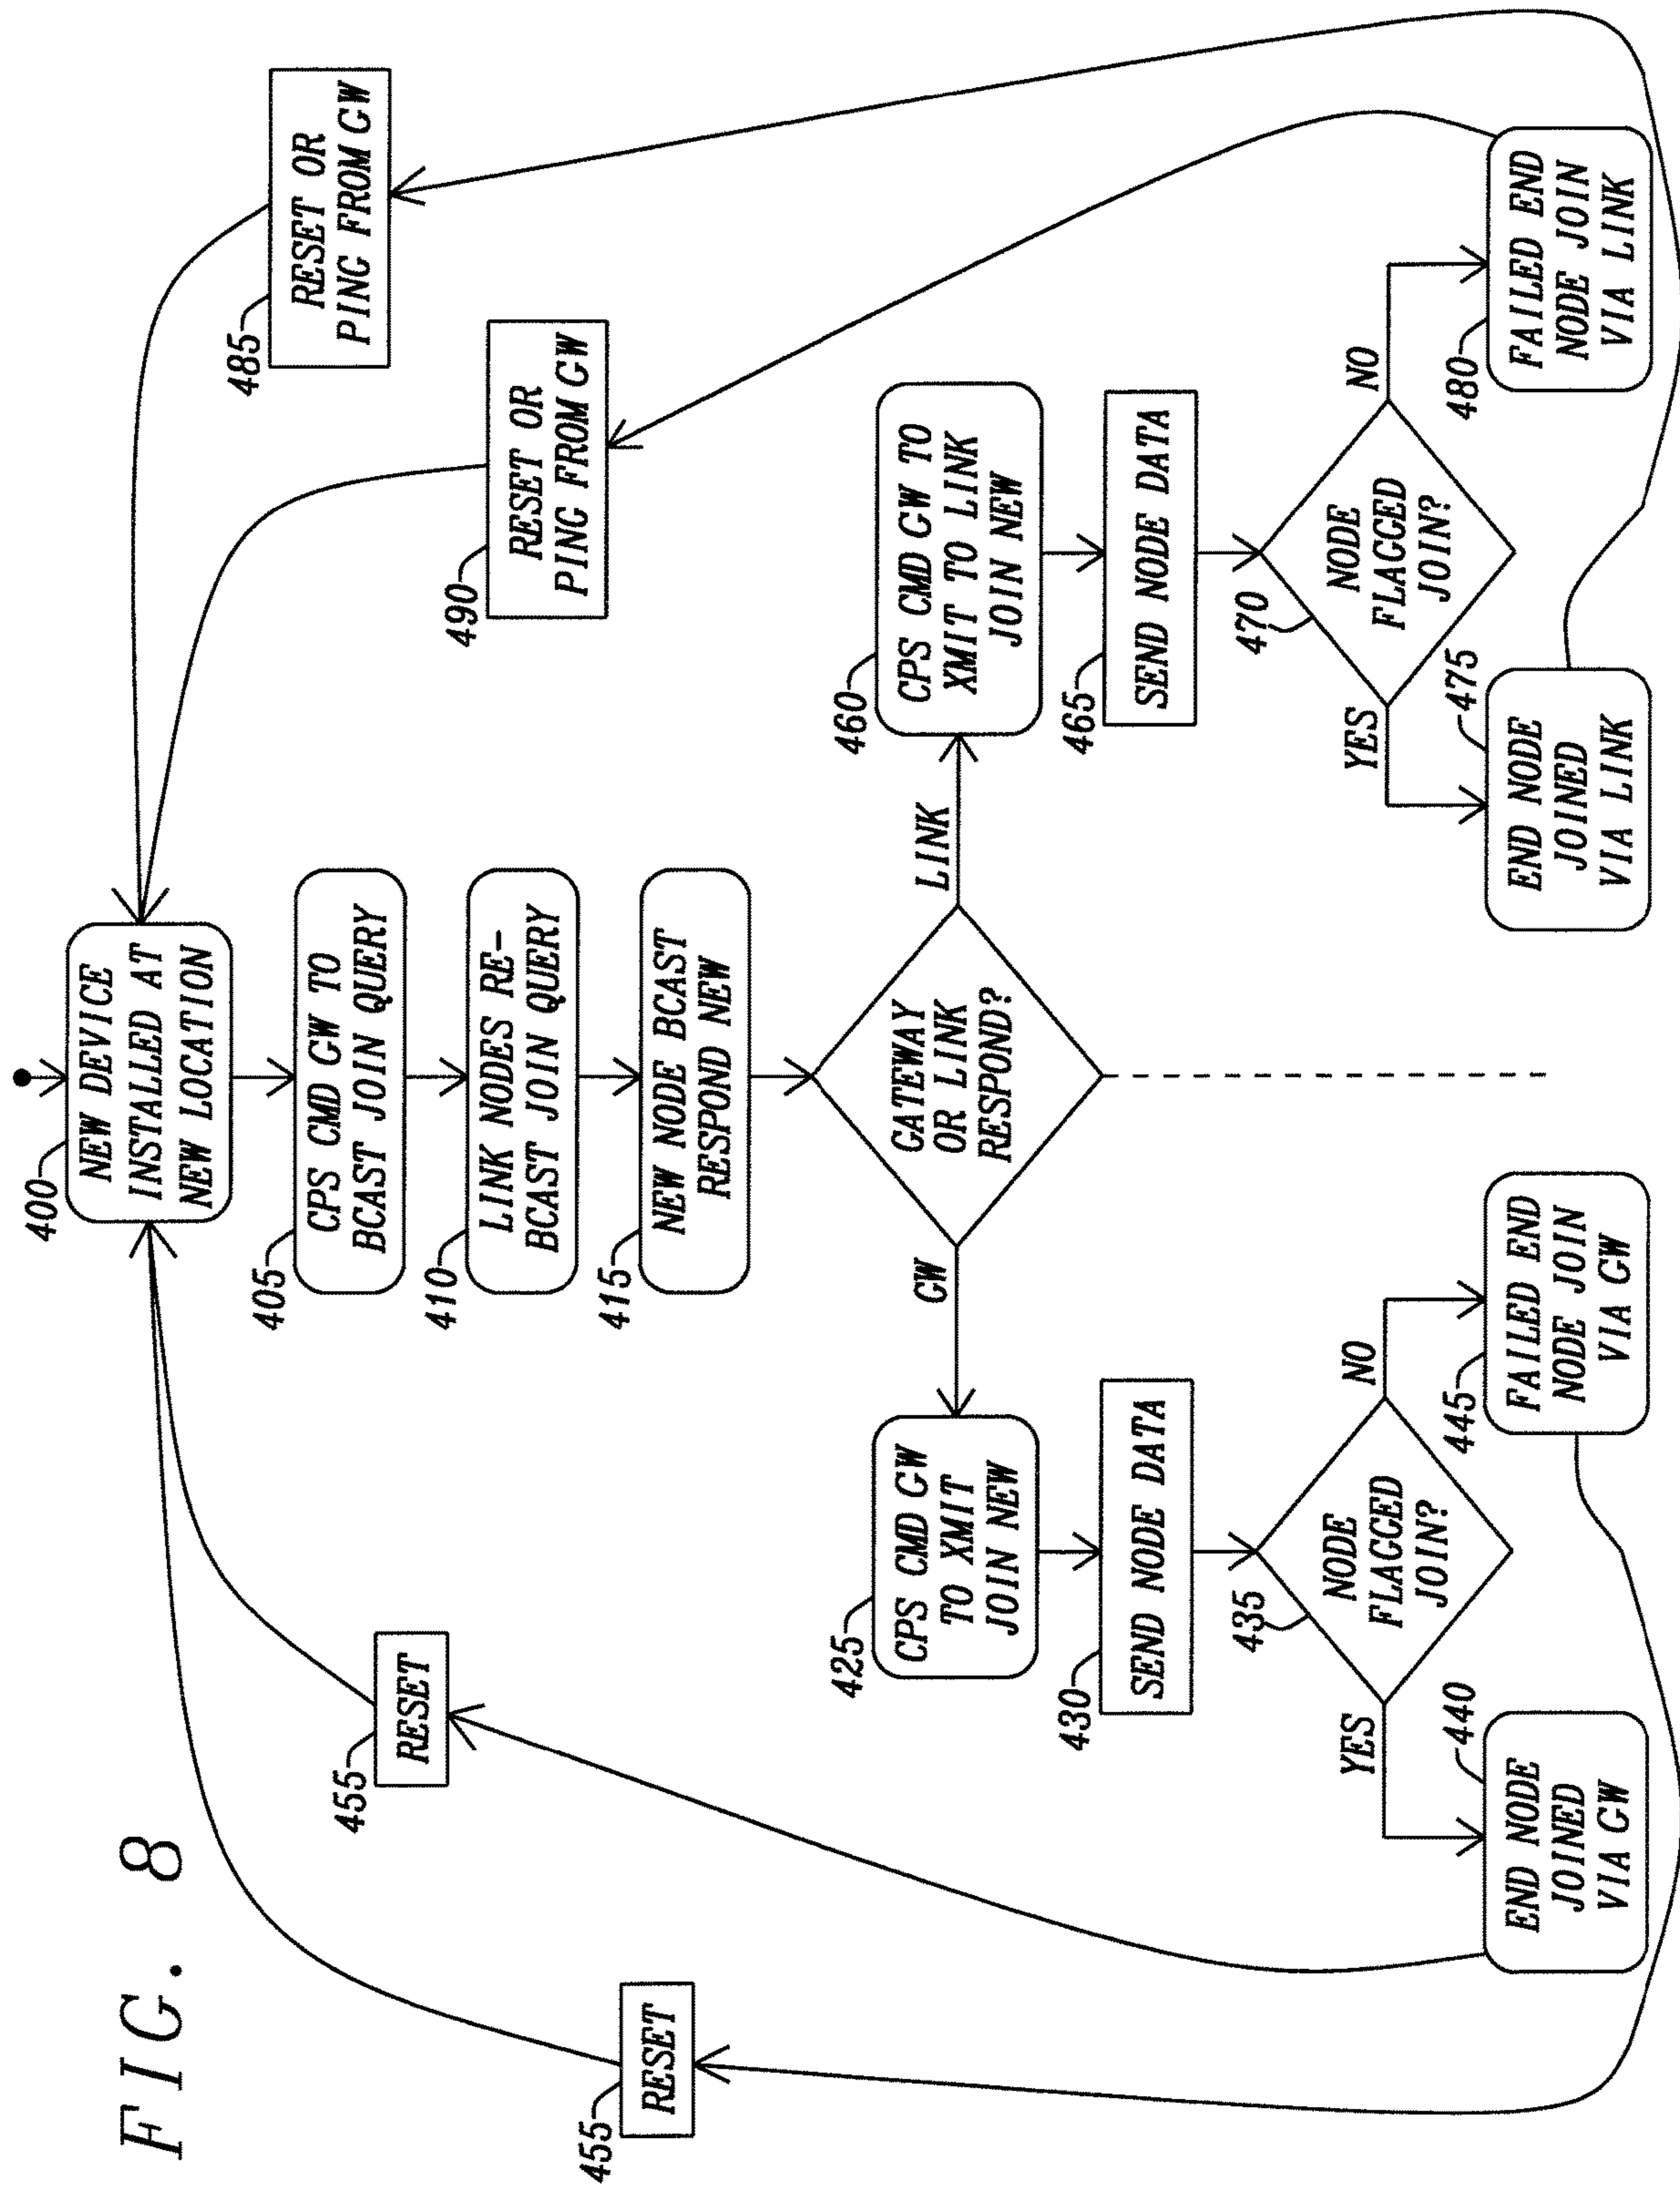 FIG. 8
400
NEW DEVICE
INSTALLED AT
NEW LOCATION
405
CPS CMD GW TO
BCAST JOIN QUERY
410
LINK NODES RE-
BCAST JOIN QUERY
415
NEW NODE BCAST
RESPOND NEW
GATEWAY
OR LINK
RESPOND?
GW
LINK
425
CPS CMD GW
TO XMIT
JOIN NEW
430
SEND NODE DATA
435
NODE
FLAGGED
JOIN?
YES
NO
440
END NODE
JOINED
VIA GW
445
FAILED END
NODE JOIN
VIA GW
455
RESET
455
RESET
460
CPS CMD GW TO
XMIT TO LINK
JOIN NEW
465
SEND NODE DATA
470
NODE
FLAGGED
JOIN?
YES
NO
475
END NODE
JOINED
VIA LINK
480
FAILED END
NODE JOIN
VIA LINK
485
RESET OR
PING FROM GW
490
RESET OR
PING FROM GW